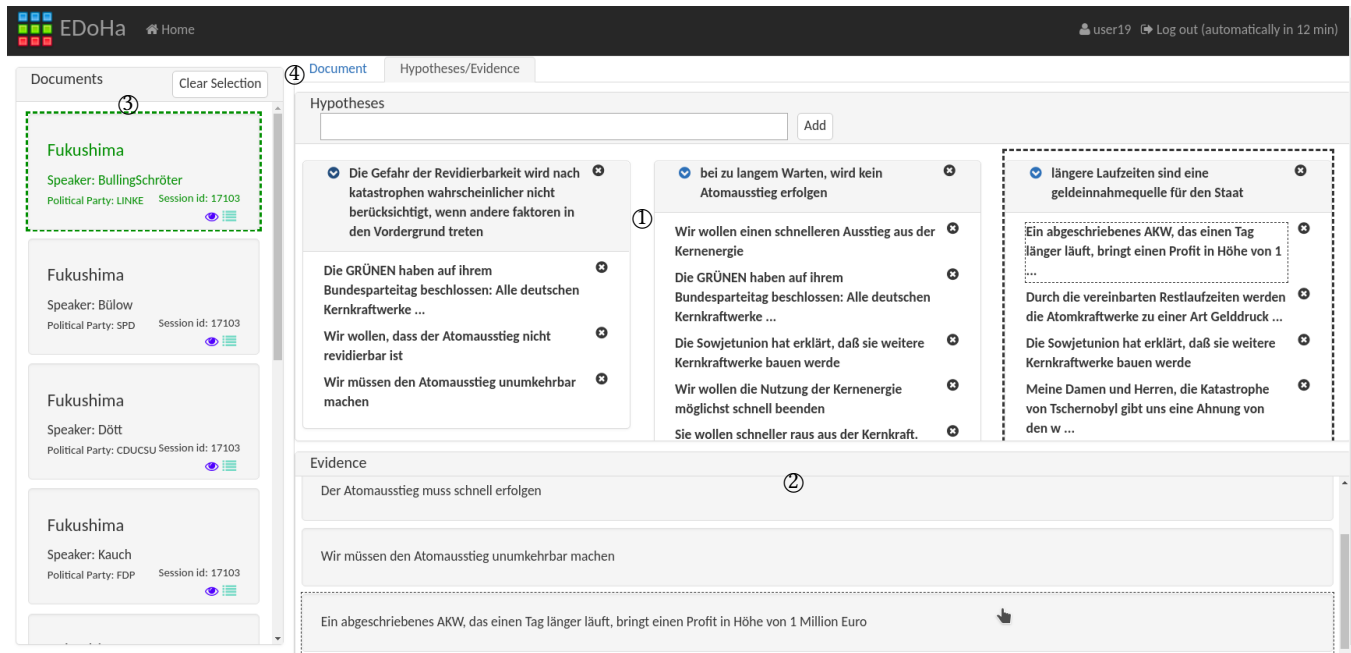 EDoHa Home user19 Log out (automatically in 12 min)
Documents Clear Selection
③
Fukushima
Speaker: BullingSchröter
Political Party: LINKE Session id: 17103
Fukushima
Speaker: Bülow
Political Party: SPD Session id: 17103
Fukushima
Speaker: Dött
Political Party: CDUCSU Session id: 17103
Fukushima
Speaker: Kauch
Political Party: FDP Session id: 17103
④ Document Hypotheses/Evidence
Hypotheses
Add
Die Gefahr der Revidierbarkeit wird nach
katastrophen wahrscheinlicher nicht
berücksichtigt, wenn andere faktoren in
den Vordergrund treten
Die GRÜNEN haben auf ihrem
Bundesparteitag beschlossen: Alle deutschen
Kernkraftwerke ...
Wir wollen, dass der Atomausstieg nicht
revidierbar ist
Wir müssen den Atomausstieg unumkehrbar
machen
①
bei zu langem Warten, wird kein
Atomausstieg erfolgen
Wir wollen einen schnelleren Ausstieg aus der
Kernenergie
Die GRÜNEN haben auf ihrem
Bundesparteitag beschlossen: Alle deutschen
Kernkraftwerke ...
Die Sowjetunion hat erklärt, daß sie weitere
Kernkraftwerke bauen werde
Wir wollen die Nutzung der Kernenergie
möglichst schnell beenden
Sie wollen schneller raus aus der Kernkraft.
längere Laufzeiten sind eine
geldeinnahmequelle für den Staat
Ein abgeschriebenes AKW, das einen Tag
länger läuft, bringt einen Profit in Höhe von 1
...
Durch die vereinbarten Restlaufzeiten werden
die Atomkraftwerke zu einer Art Gelddruck ...
Die Sowjetunion hat erklärt, daß sie weitere
Kernkraftwerke bauen werde
Meine Damen und Herren, die Katastrophe
von Tschernobyl gibt uns eine Ahnung von
den w ...
Evidence
②
Der Atomausstieg muss schnell erfolgen
Wir müssen den Atomausstieg unumkehrbar machen
Ein abgeschriebenes AKW, das einen Tag länger läuft, bringt einen Profit in Höhe von 1 Million Euro